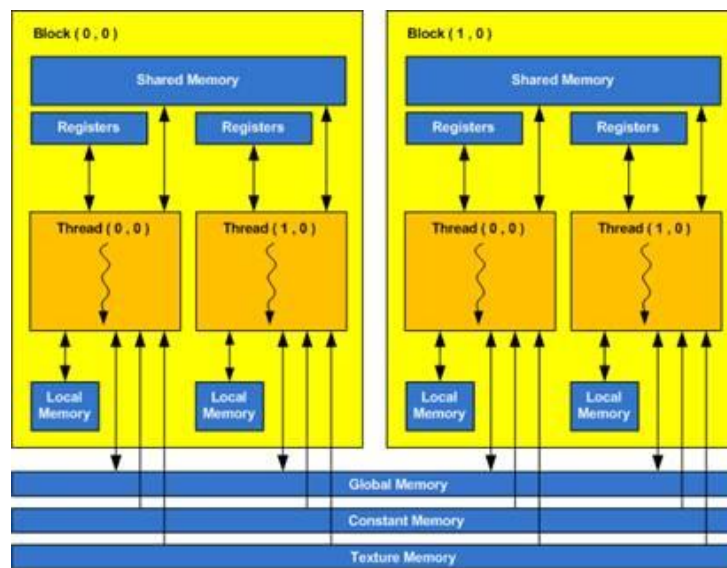 Block ( 0 , 0 )
Shared Memory
Registers
Registers
Thread ( 0 , 0 )
Thread ( 1 , 0 )
Local
Memory
Local
Memory
Block ( 1 , 0 )
Shared Memory
Registers
Registers
Thread ( 0 , 0 )
Thread ( 1 , 0 )
Local
Memory
Local
Memory
Global Memory
Constant Memory
Texture Memory